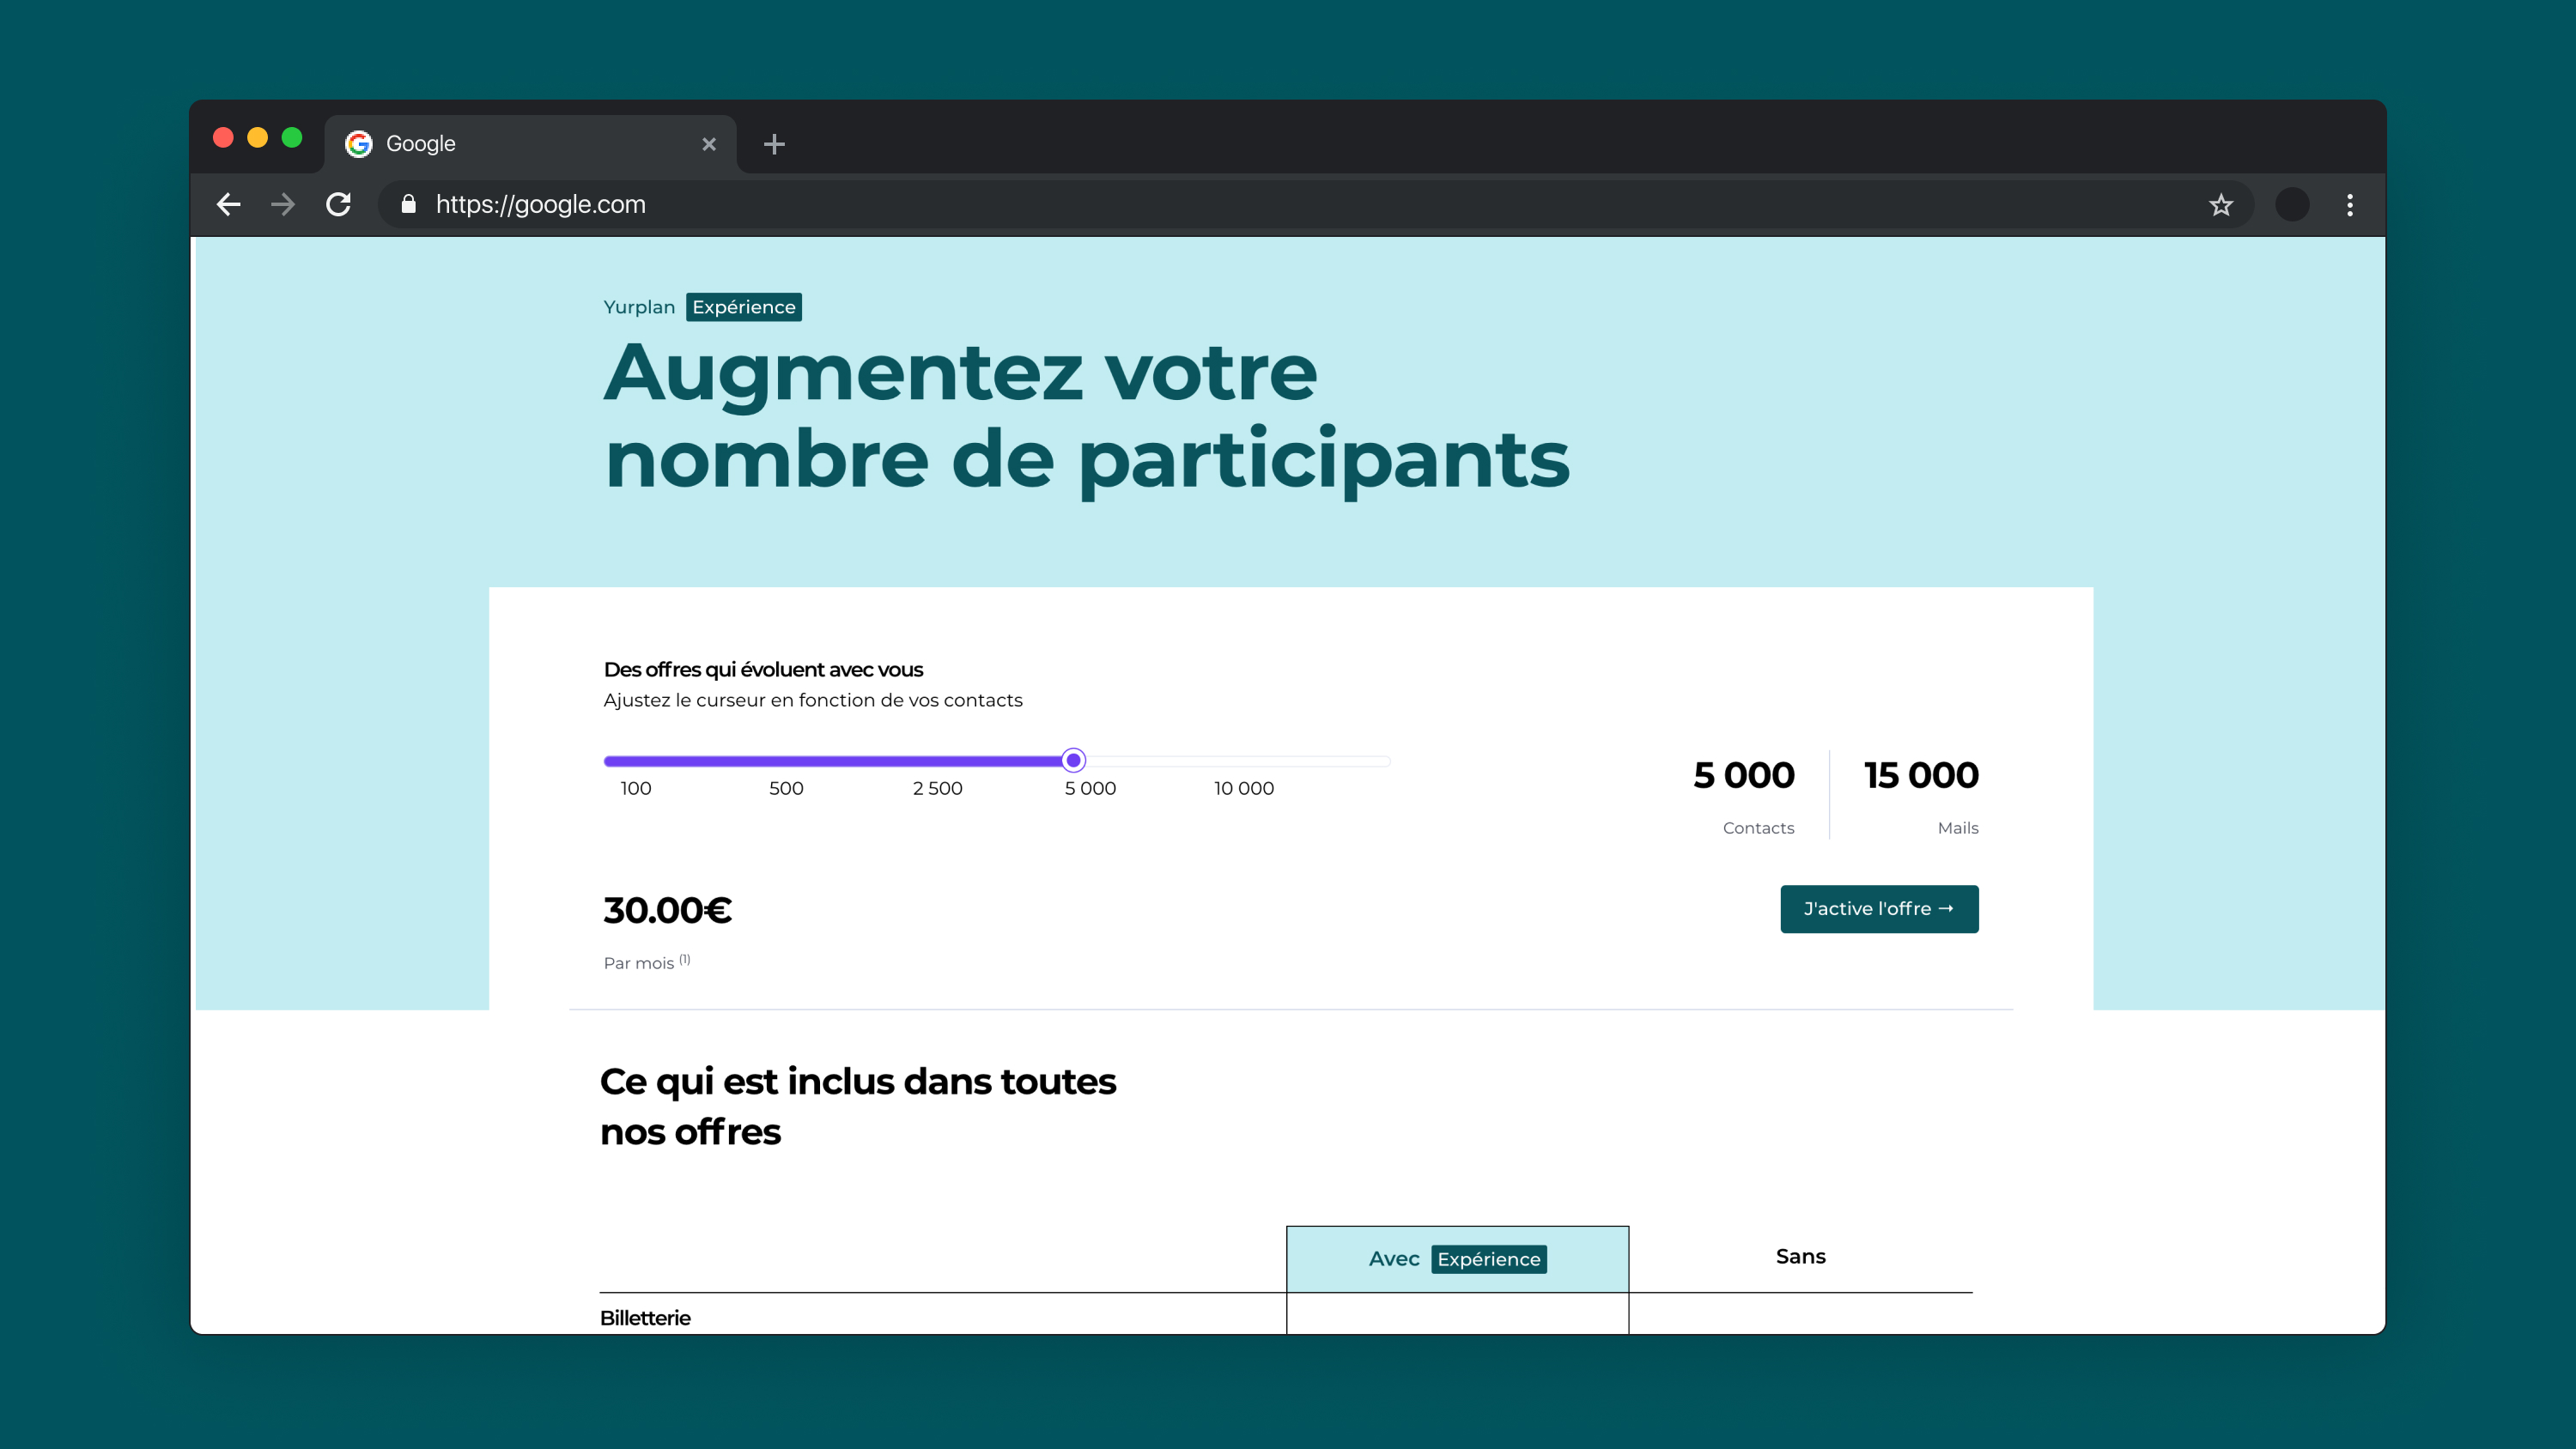 Google
https://google.com
Yurplan Expérience
Augmentez votre
nombre de participants
Des offres qui évoluent avec vous
Ajustez le curseur en fonction de vos contacts
100 500 2 500 5 000 10 000
5 000 15 000
Contacts Mails
30.00€
J'active l'offre →
Par mois (1)
Ce qui est inclus dans toutes
nos offres
Avec Expérience Sans
Billetterie